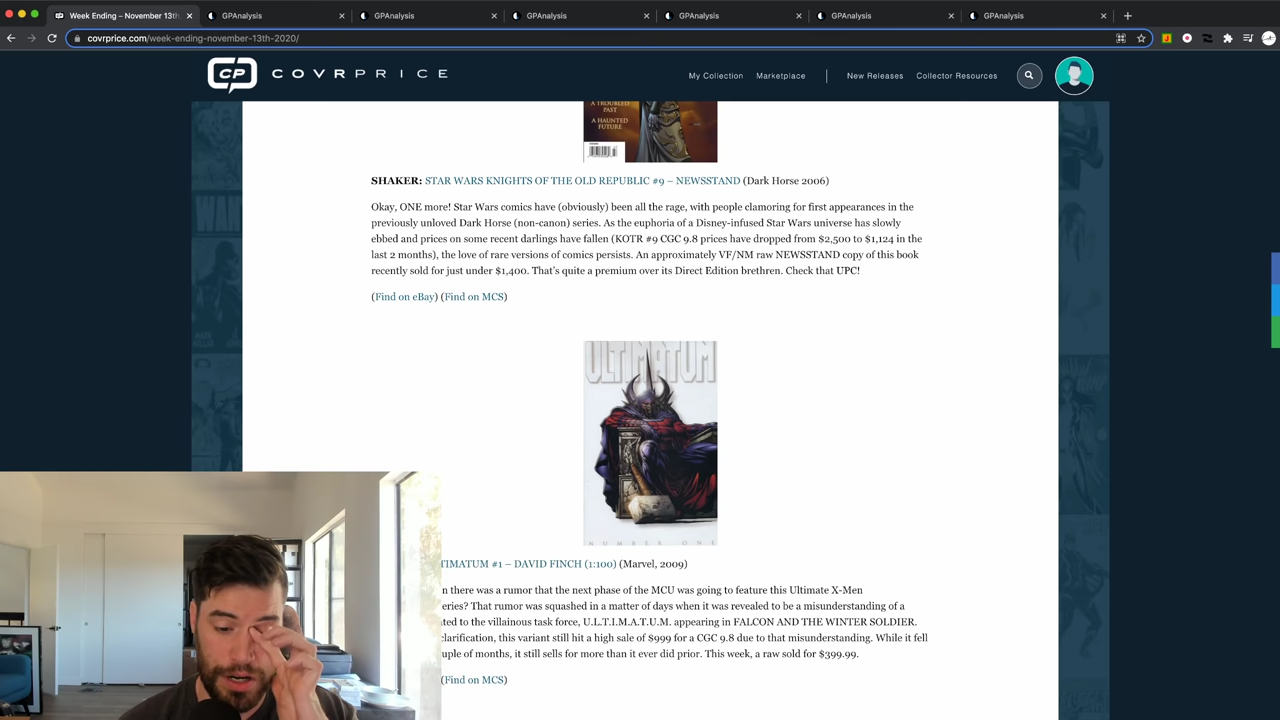 Week Ending – November 13th
GPAnalysis
GPAnalysis
GPAnalysis
GPAnalysis
GPAnalysis
GPAnalysis
covrprice.com/week-ending-november-13th-2020/
CP COVRPRICE
My Collection
Marketplace
New Releases
Collector Resources
A TROUBLED
PAST
A HAUNTED
FUTURE
SHAKER: STAR WARS KNIGHTS OF THE OLD REPUBLIC #9 – NEWSSTAND (Dark Horse 2006)
Okay, ONE more! Star Wars comics have (obviously) been all the rage, with people clamoring for first appearances in the
previously unloved Dark Horse (non-canon) series. As the euphoria of a Disney-infused Star Wars universe has slowly
ebbed and prices on some recent darlings have fallen (KOTR #9 CGC 9.8 prices have dropped from $2,500 to $1,124 in the
last 2 months), the love of rare versions of comics persists. An approximately VF/NM raw NEWSSTAND copy of this book
recently sold for just under $1,400. That's quite a premium over its Direct Edition brethren. Check that UPC!
(Find on eBay) (Find on MCS)
ULTIMATUM
NUMBER ONE
TIMATUM #1 – DAVID FINCH (1:100) (Marvel, 2009)
n there was a rumor that the next phase of the MCU was going to feature this Ultimate X-Men
eries? That rumor was squashed in a matter of days when it was revealed to be a misunderstanding of a
ted to the villainous task force, U.L.T.I.M.A.T.U.M. appearing in FALCON AND THE WINTER SOLDIER.
clarification, this variant still hit a high sale of $999 for a CGC 9.8 due to that misunderstanding. While it fell
uple of months, it still sells for more than it ever did prior. This week, a raw sold for $399.99.
(Find on MCS)